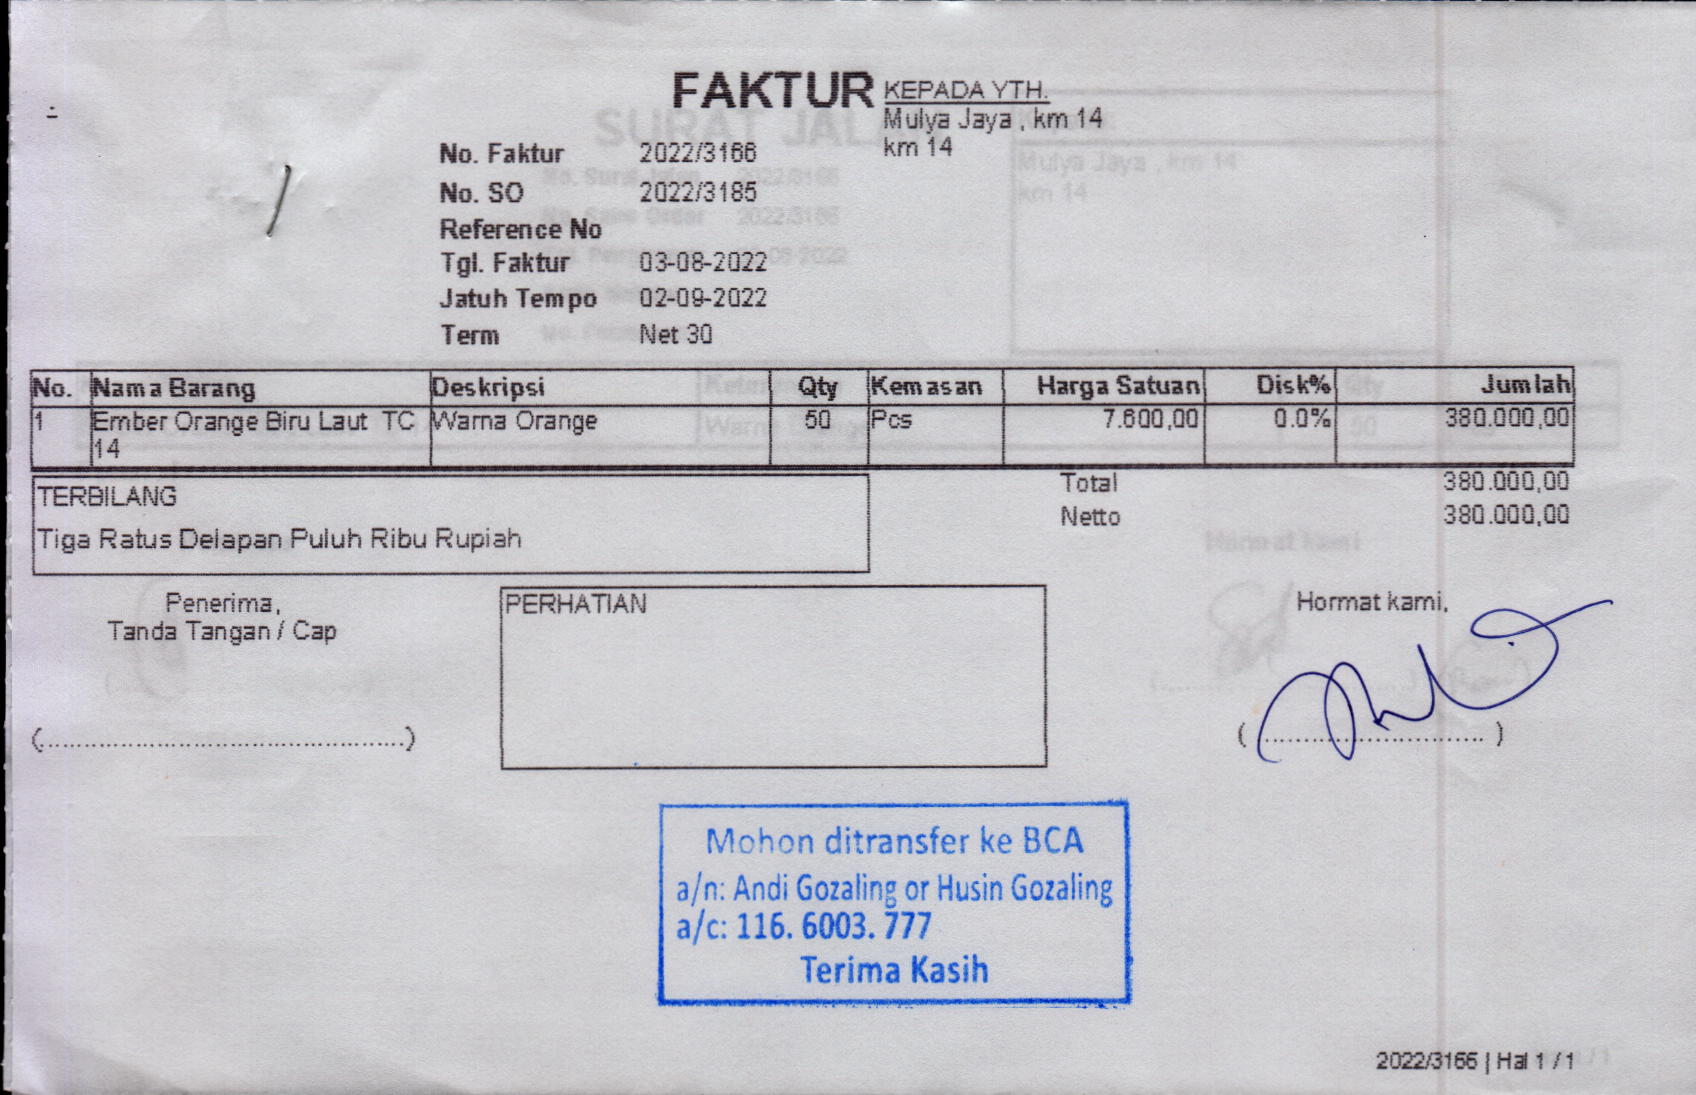 FAKTUR
KEPADA YTH.
Mulya Jaya , km 14
km 14
No. Faktur 2022/3166
No. SO 2022/3185
Reference No
Tgl. Faktur 03-08-2022
Jatuh Tempo 02-09-2022
Term Net 30
No. Nama Barang Deskripsi Qty Kemasan Harga Satuan Disk% Jumlah
1 Ember Orange Biru Laut TC Warna Orange 50 Pcs 7.600,00 0.0% 380.000,00
14
Total 380.000,00
Netto 380.000,00
TERBILANG
Tiga Ratus Delapan Puluh Ribu Rupiah
Penerima,
Tanda Tangan / Cap
(..............................................)
PERHATIAN
Hormat kami,
( .............................. )
Mohon ditransfer ke BCA
a/n: Andi Gozaling or Husin Gozaling
a/c: 116. 6003. 777
Terima Kasih
2022/3166 | Hal 1 / 1